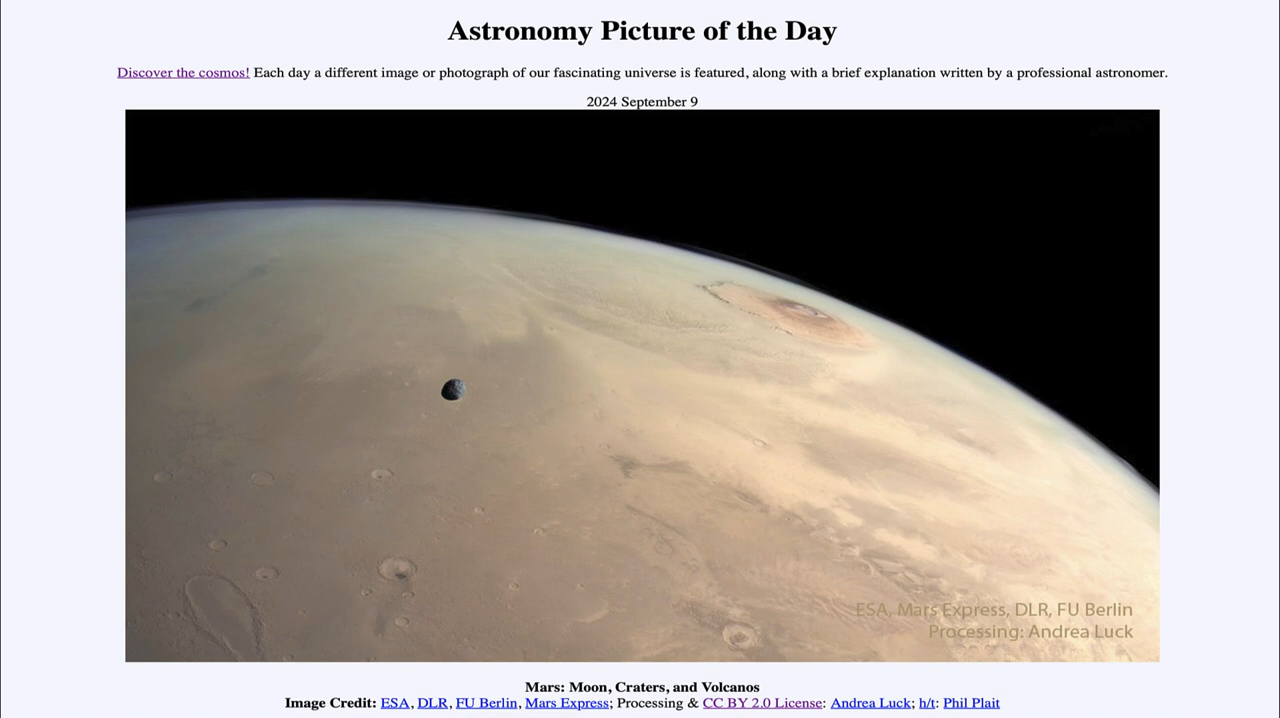 Astronomy Picture of the Day
Discover the cosmos! Each day a different image or photograph of our fascinating universe is featured, along with a brief explanation written by a professional astronomer.
2024 September 9
ESA, Mars Express, DLR, FU Berlin
Processing: Andrea Luck
Mars: Moon, Craters, and Volcanos
Image Credit: ESA, DLR, FU Berlin, Mars Express; Processing & CC BY 2.0 License: Andrea Luck; h/t: Phil Plait